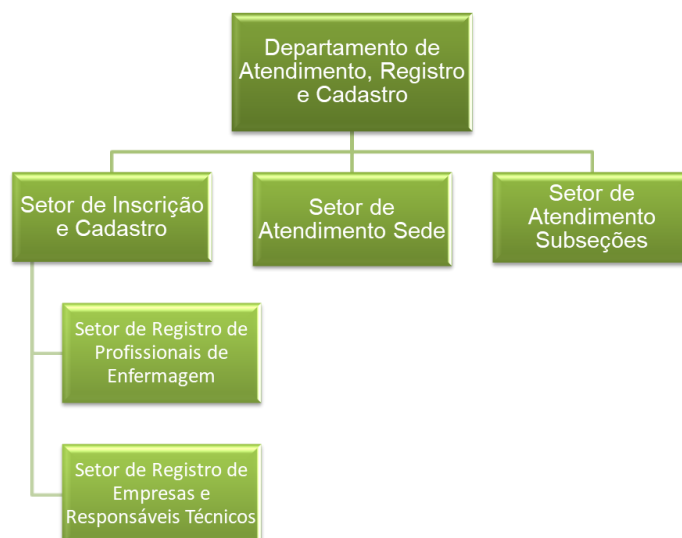 Departamento de
Atendimento, Registro
e Cadastro
Setor de Inscrição
e Cadastro
Setor de
Atendimento Sede
Setor de
Atendimento
Subseções
Setor de Registro de
Profissionais de
Enfermagem
Setor de Registro de
Empresas e
Responsáveis Técnicos